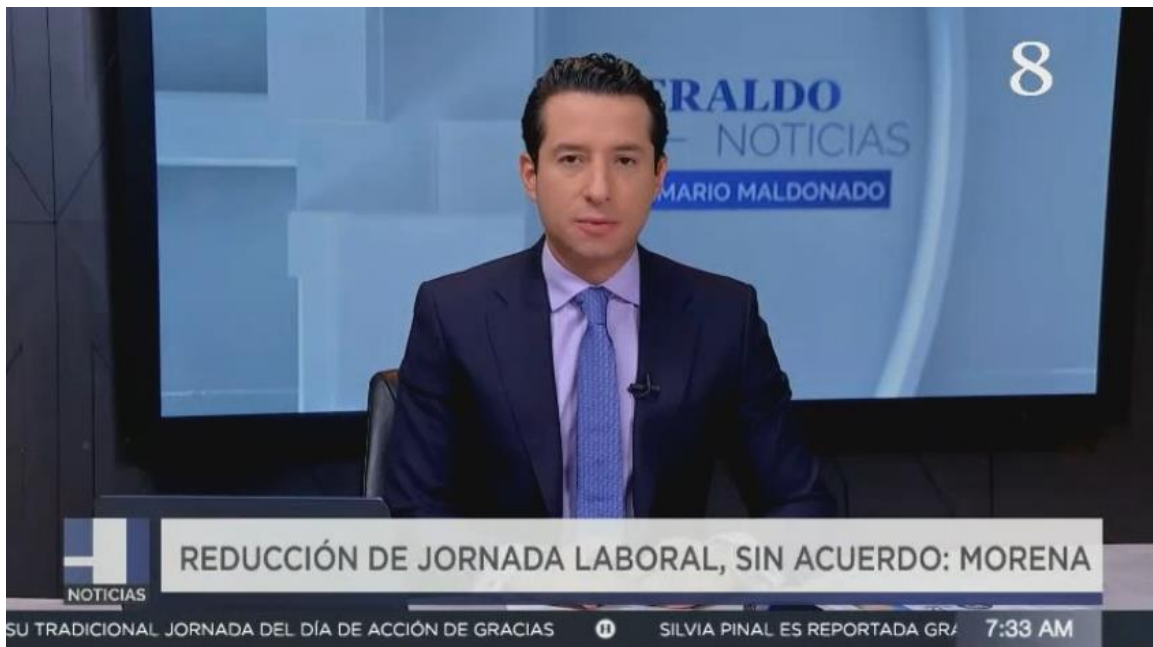 8
ERALDO
NOTICIAS
MARIO MALDONADO
REDUCCIÓN DE JORNADA LABORAL, SIN ACUERDO: MORENA
NOTICIAS
SU TRADICIONAL JORNADA DEL DÍA DE ACCIÓN DE GRACIAS
SILVIA PINAL ES REPORTADA
7:33 AM